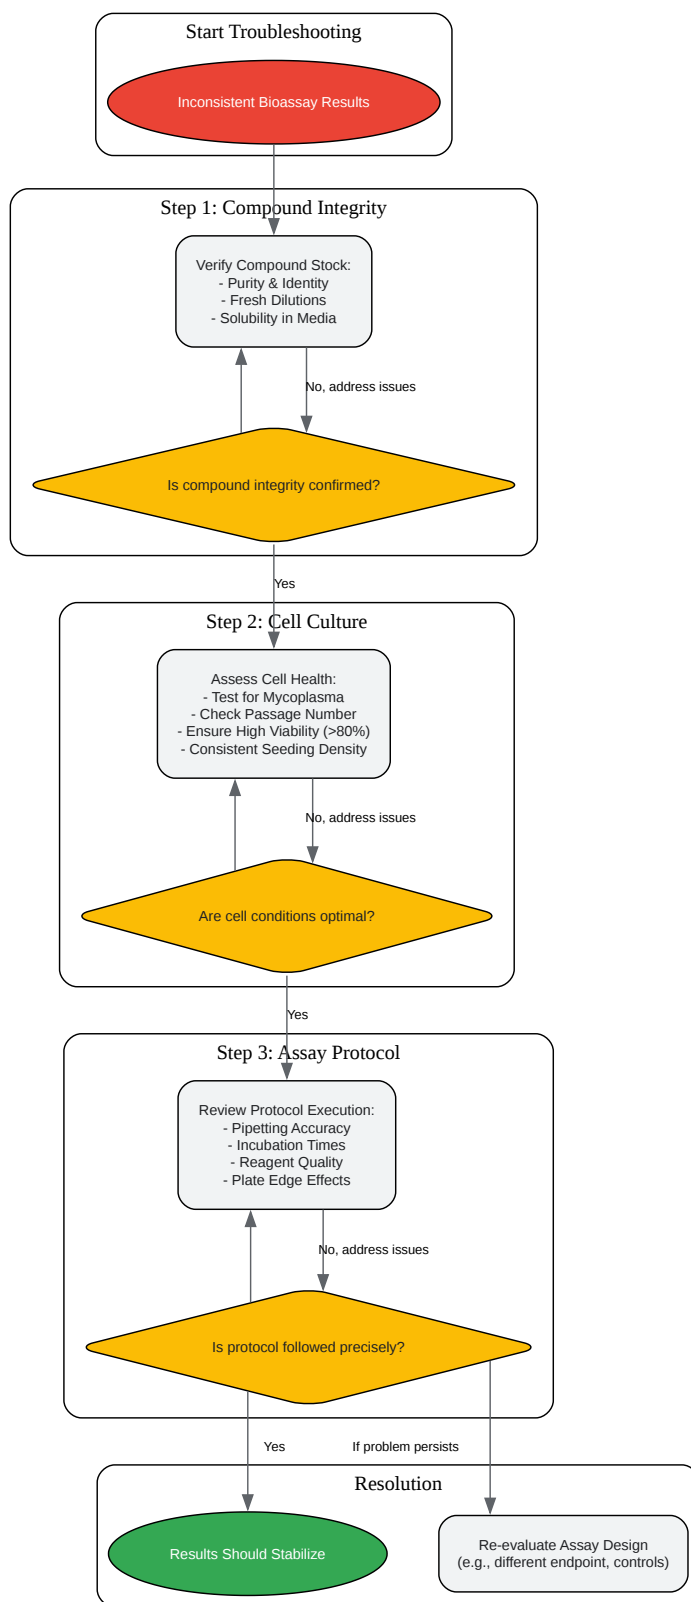 Start Troubleshooting
Inconsistent Bioassay Results
Step 1: Compound Integrity
Verify Compound Stock:
- Purity & Identity
- Fresh Dilutions
- Solubility in Media
No, address issues
Is compound integrity confirmed?
Yes
Step 2: Cell Culture
Assess Cell Health:
- Test for Mycoplasma
- Check Passage Number
- Ensure High Viability (>80%)
- Consistent Seeding Density
No, address issues
Are cell conditions optimal?
Yes
Step 3: Assay Protocol
Review Protocol Execution:
- Pipetting Accuracy
- Incubation Times
- Reagent Quality
- Plate Edge Effects
No, address issues
Is protocol followed precisely?
Yes
If problem persists
Resolution
Results Should Stabilize
Re-evaluate Assay Design
(e.g., different endpoint, controls)